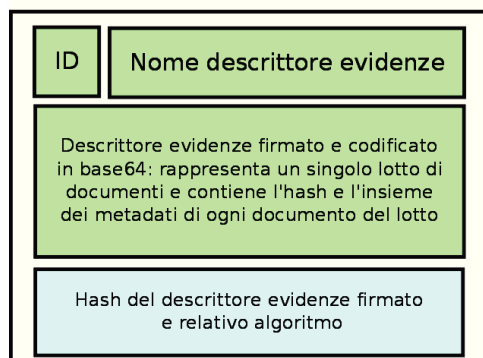 ID
Nome descrittore evidenze
Descrittore evidenze firmato e codificato
in base64: rappresenta un singolo lotto di
documenti e contiene l'hash e l'insieme
dei metadati di ogni documento del lotto
Hash del descrittore evidenze firmato
e relativo algoritmo